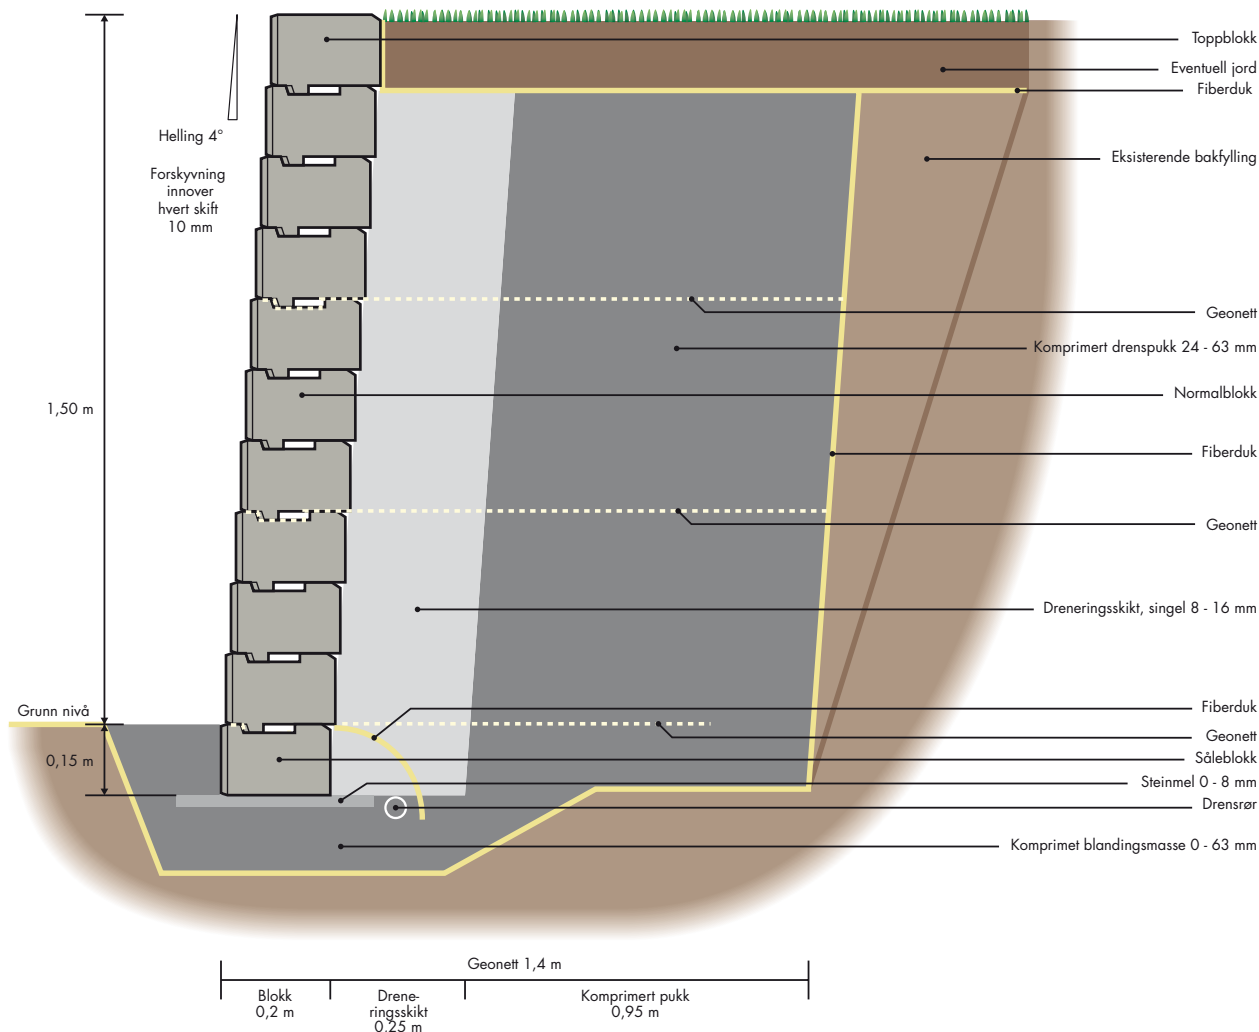 Toppblokk
Eventuell jord
Fiberduk
Helling 4°
Eksisterende bakfylling
Forskyvning
innover
hvert skift
10 mm
Geonett
Komprimert drenspukk 24 - 63 mm
Normalblokk
1,50 m
Fiberduk
Geonett
Dreneringsskikt, singel 8 - 16 mm
Grunn nivå
Fiberduk
Geonett
0,15 m
Såleblokk
Steinmel 0 - 8 mm
Drensrør
Komprimet blandingsmasse 0 - 63 mm
Geonett 1,4 m
Blokk
0,2 m
Drene-
ringsskikt
0,25 m
Komprimert pukk
0,95 m